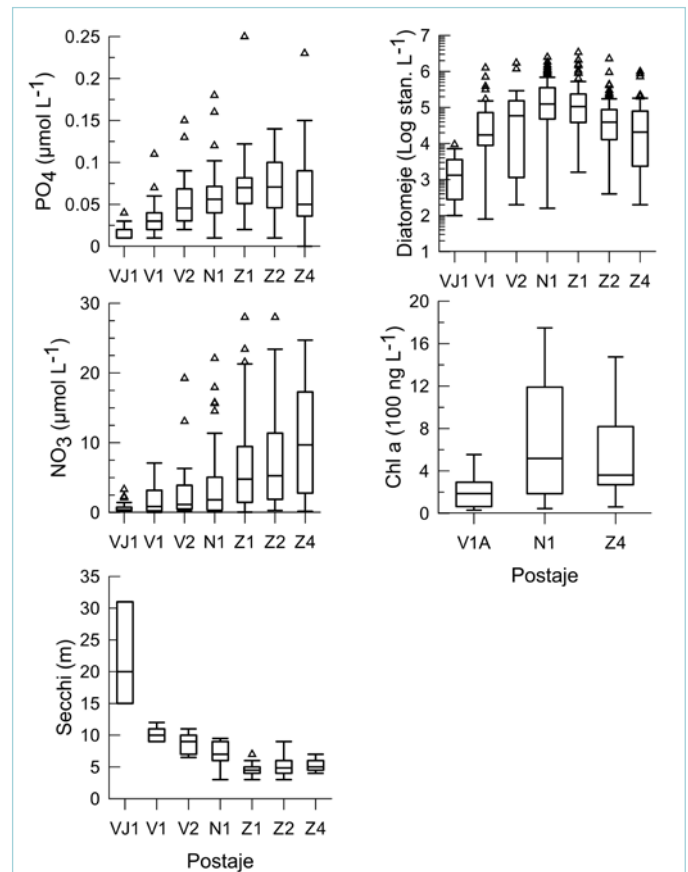 PO4 (µmol L-1)
0.25
0.20
0.15
0.10
0.05
0
VJ1 V1 V2 N1 Z1 Z2 Z4
Diatomeje (Log stan. L-1)
7
6
5
4
3
2
1
VJ1 V1 V2 N1 Z1 Z2 Z4
NO3 (µmol L-1)
30
20
10
0
VJ1 V1 V2 N1 Z1 Z2 Z4
Chl a (100 ng L-1)
20
16
12
8
4
0
V1A N1 Z4
Postaje
Secchi (m)
35
30
25
20
15
10
5
0
VJ1 V1 V2 N1 Z1 Z2 Z4
Postaje